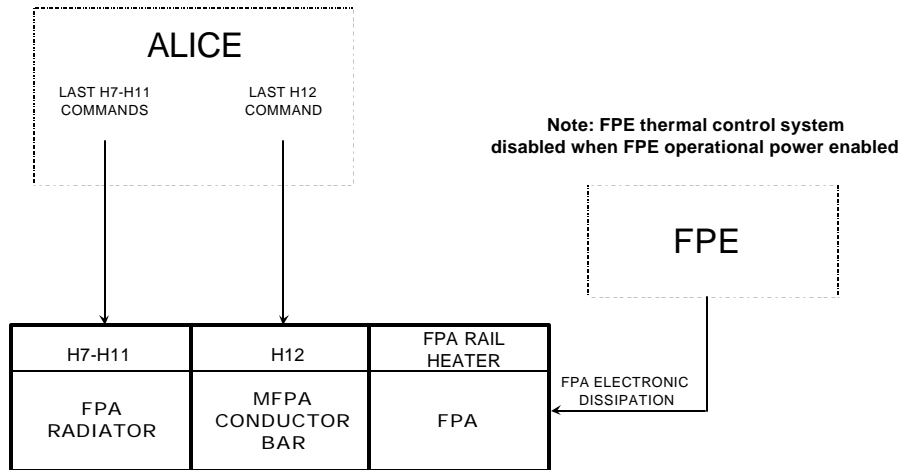 ALICE
LAST H7-H11
COMMANDS
LAST H12
COMMAND
Note: FPE thermal control system
disabled when FPE operational power enabled
FPE
H7-H11
H12
FPA RAIL
HEATER
FPA
RADIATOR
MFPA
CONDUCTOR
BAR
FPA
FPA ELECTRONIC
DISSIPATION